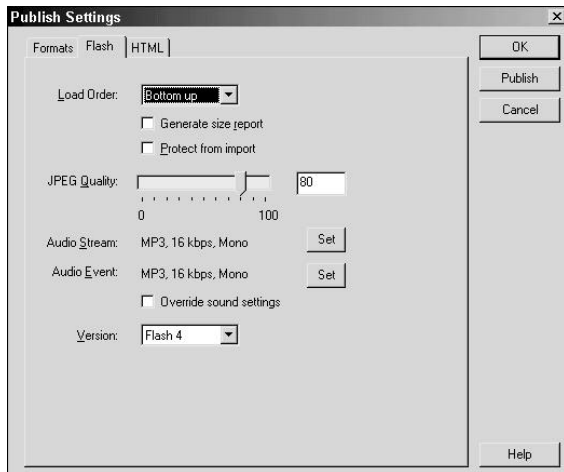 Publish Settings
Formats Flash HTML
OK
Publish
Cancel
Load Order: Bottom up
Generate size report
Protect from import
JPEG Quality: 80
0 100
Audio Stream: MP3, 16 kbps, Mono Set
Audio Event: MP3, 16 kbps, Mono Set
Override sound settings
Version: Flash 4
Help